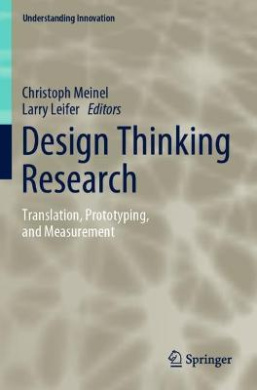 Understanding Innovation
Christoph Meinel
Larry Leifer Editors
Design Thinking
Research
Translation, Prototyping,
and Measurement
Springer